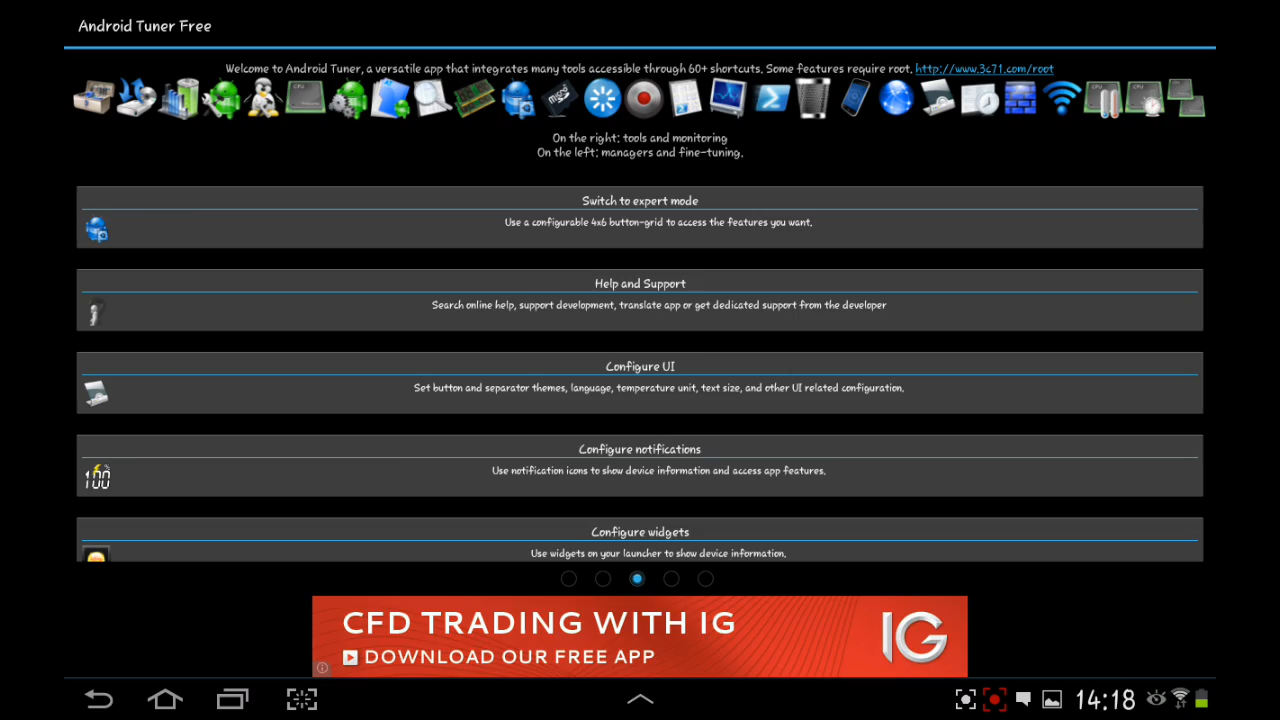 Android Tuner Free
Welcome to Android Tuner, a versatile app that integrates many tools accessible through 60+ shortcuts. Some features require root. http://www.3c71.com/root
On the right: tools and monitoring
On the left: managers and fine-tuning.
Switch to expert mode
Use a configurable 4x6 button-grid to access the features you want.
Help and Support
Search online help, support development, translate app or get dedicated support from the developer
Configure UI
Set button and separator themes, language, temperature unit, text size, and other UI related configuration.
Configure notifications
100%
Use notification icons to show device information and access app features.
Configure widgets
Use widgets on your launcher to show device information.
CFD TRADING WITH IG
DOWNLOAD OUR FREE APP
IG
14:18